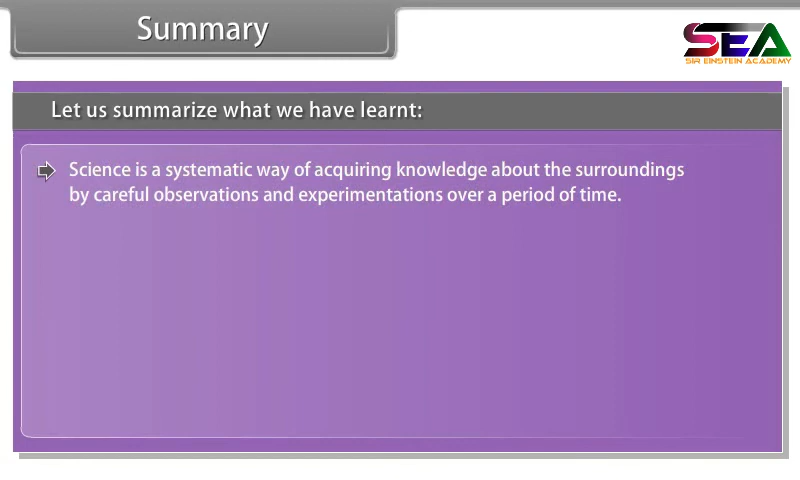 Summary
SEA
SIR EINSTEIN ACADEMY
Let us summarize what we have learnt:
Science is a systematic way of acquiring knowledge about the surroundings
by careful observations and experimentations over a period of time.